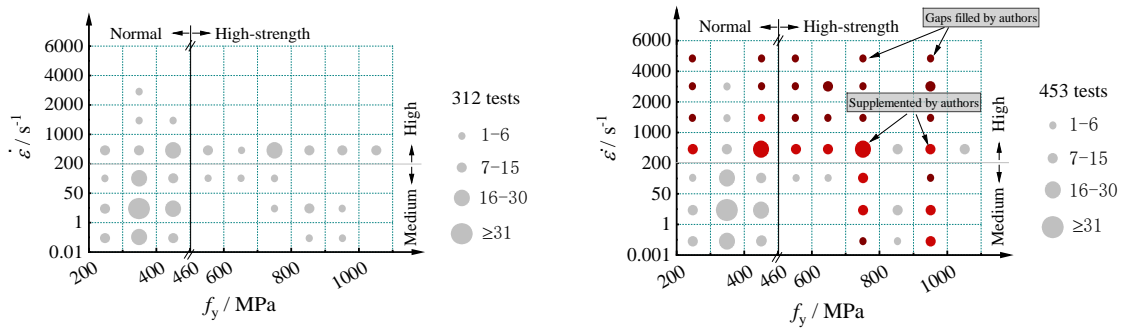 Normal
High-strength
6000
4000
2000
1000
200
50
1
0.01
ε̇ / s⁻¹
High
Medium
200
400
460
600
800
1000
f_y / MPa
312 tests
1−6
7−15
16−30
≥31
Gaps filled by authors
Normal
High-strength
6000
4000
2000
1000
200
50
1
0.001
ε̇ / s⁻¹
Supplemented by authors
High
Medium
200
400
460
600
800
1000
f_y / MPa
453 tests
1−6
7−15
16−30
≥31